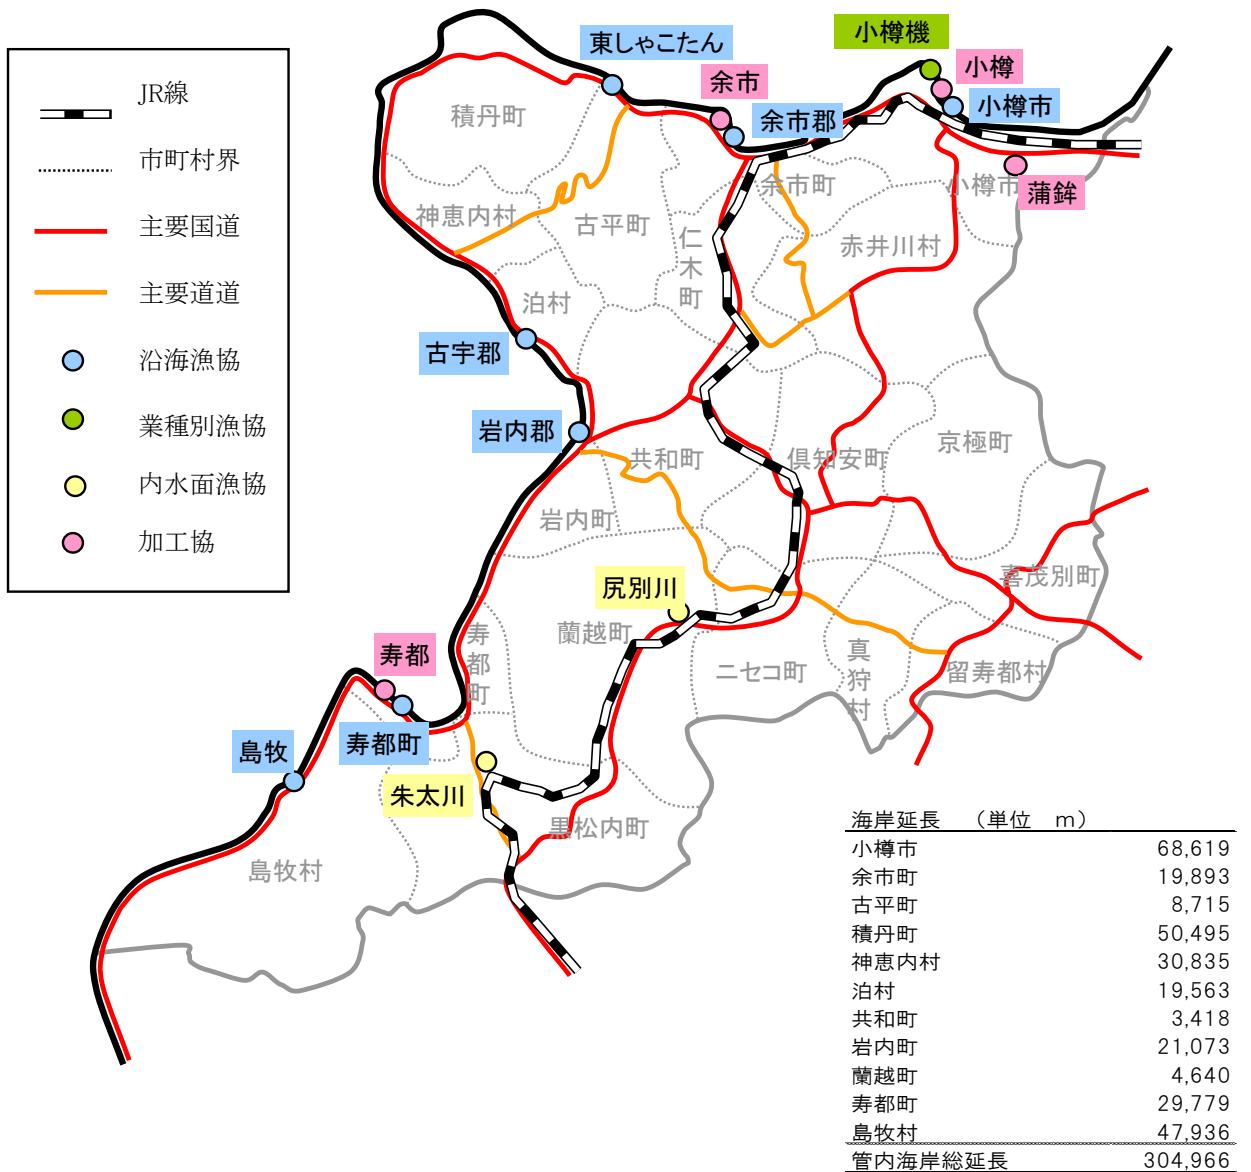 JR線
市町村界
主要国道
主要道道
沿海漁協
業種別漁協
内水面漁協
加工協
東しゃこたん
小樽機
余市
小樽
余市郡
小樽市
蒲鉾
積丹町
神恵内村
古平町
仁木町
余市町
小樽市
赤井川村
泊村
古宇郡
岩内郡
共和町
倶知安町
京極町
岩内町
喜茂別町
尻別川
蘭越町
寿都町
ニセコ町
真狩村
留寿都村
寿都
寿都町
島牧
朱太川
黒松内町
島牧村
海岸延長 （単位 ｍ）
小樽市 68,619
余市町 19,893
古平町 8,715
積丹町 50,495
神恵内村 30,835
泊村 19,563
共和町 3,418
岩内町 21,073
蘭越町 4,640
寿都町 29,779
島牧村 47,936
管内海岸総延長 304,966